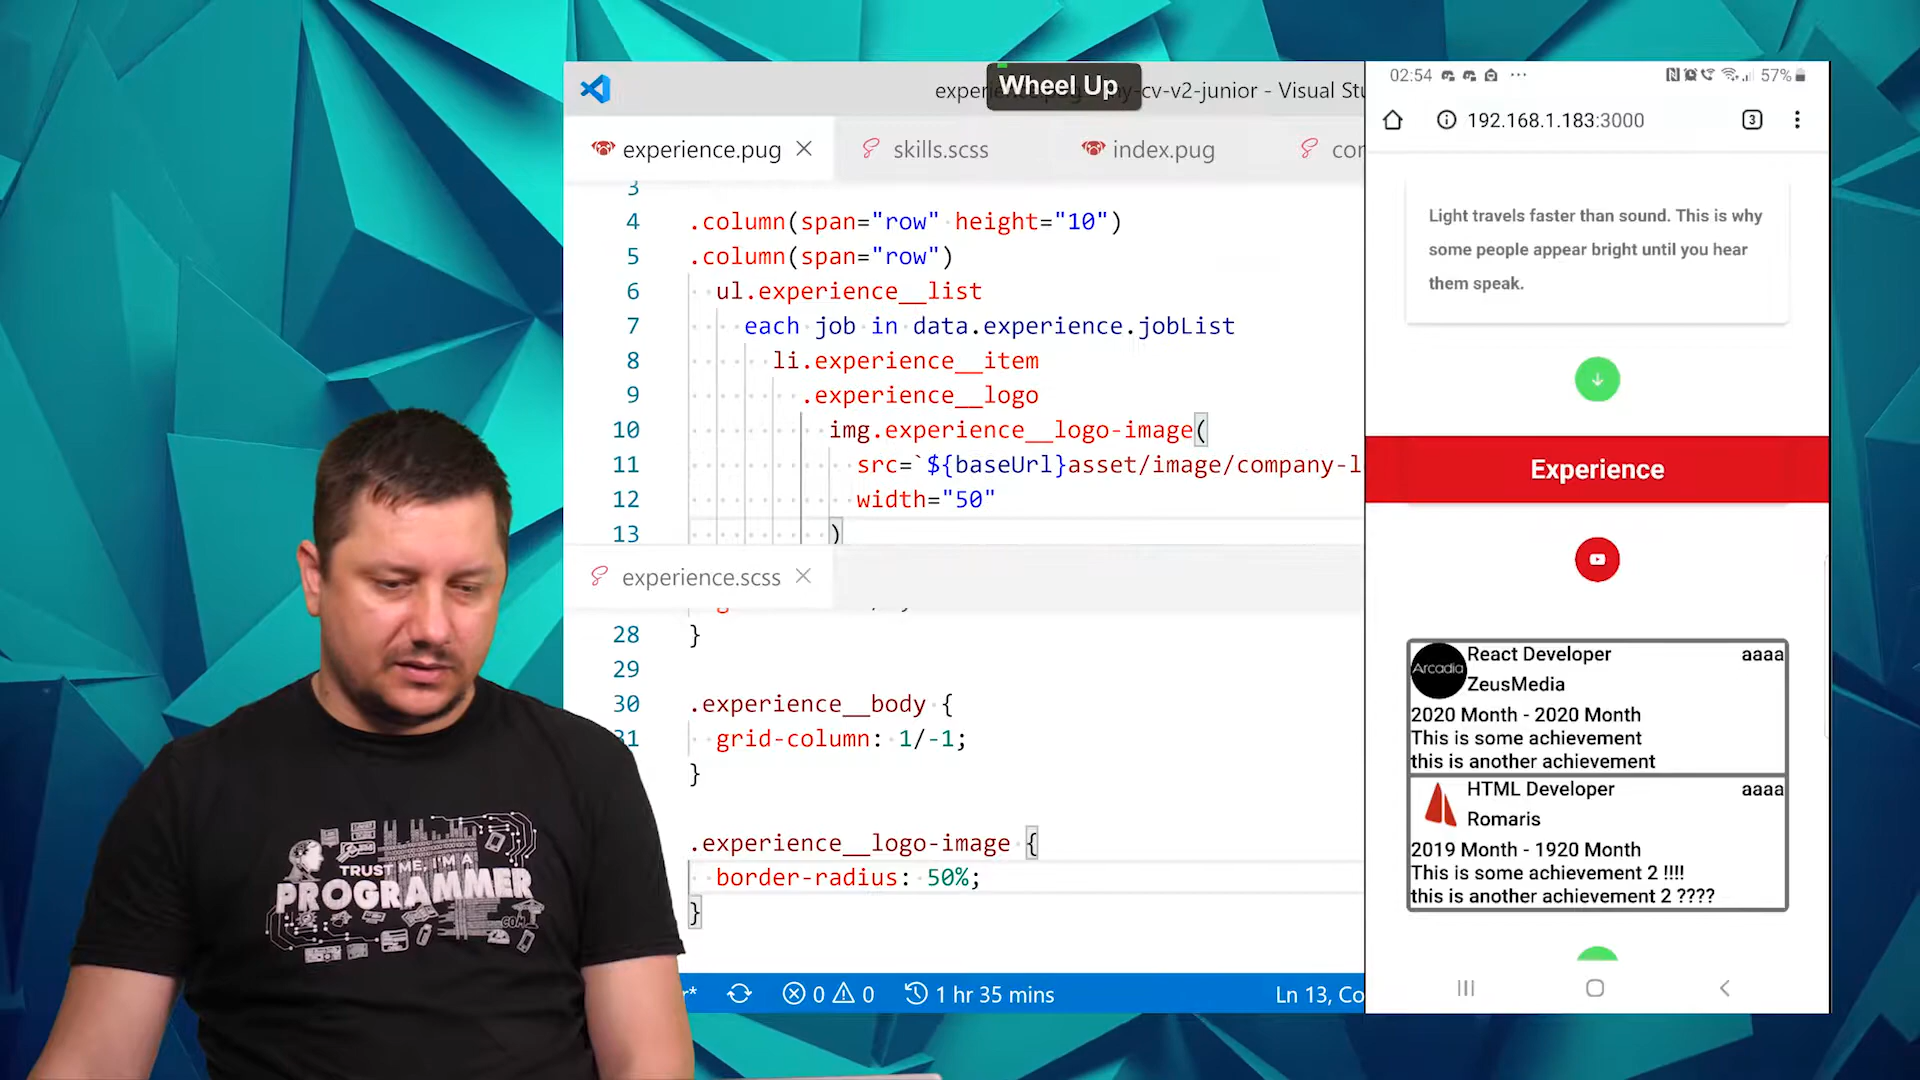 Wheel Up
experience.pug - my-cv-v2-junior - Visual Stu
experience.pug
skills.scss
index.pug
cor
3
4 .column(span="row" height="10")
5 .column(span="row")
6 ul.experience__list
7 each job in data.experience.jobList
8 li.experience__item
9 .experience__logo
10 img.experience__logo-image(
11 src=`${baseUrl}asset/image/company-l
12 width="50"
13 )
experience.scss
28 }
29
30 .experience__body {
31 grid-column: 1/-1;
}
.experience__logo-image {
border-radius: 50%;
}
r* 0 0 1 hr 35 mins Ln 13, Co
02:54 ... 57%
192.168.1.183:3000 3
Light travels faster than sound. This is why
some people appear bright until you hear
them speak.
Experience
Arcadia
React Developer aaaa
ZeusMedia
2020 Month - 2020 Month
This is some achievement
this is another achievement
HTML Developer aaaa
Romaris
2019 Month - 1920 Month
This is some achievement 2 !!!!
this is another achievement 2 ????
TRUST ME, I'M A
PROGRAMMER
.COM